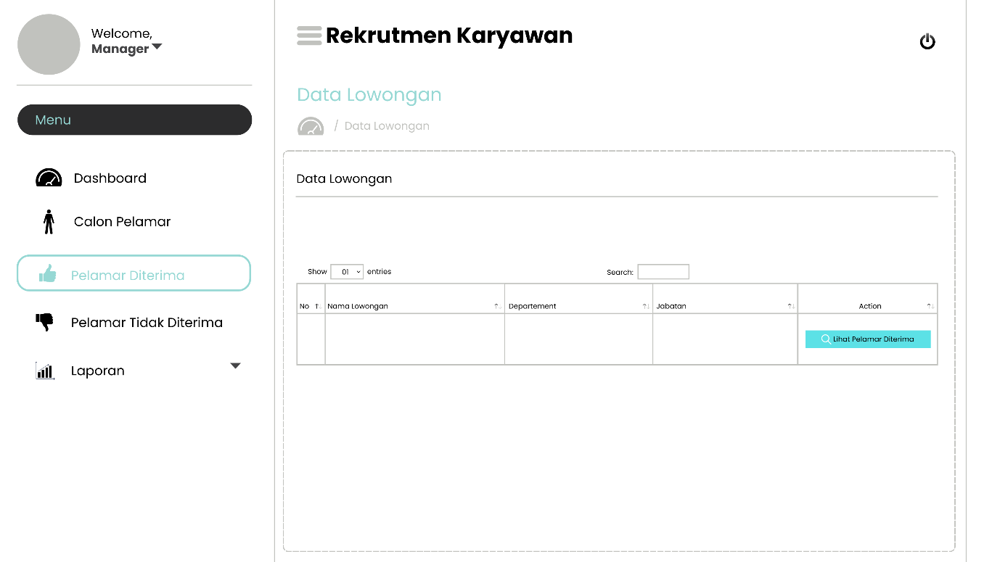 Welcome,
Manager
Menu
Dashboard
Calon Pelamar
Pelamar Diterima
Pelamar Tidak Diterima
Laporan
Rekrutmen Karyawan
Data Lowongan
/ Data Lowongan
Data Lowongan
Show 01 entries
Search:
No Nama Lowongan Departement Jabatan Action
Lihat Pelamar Diterima